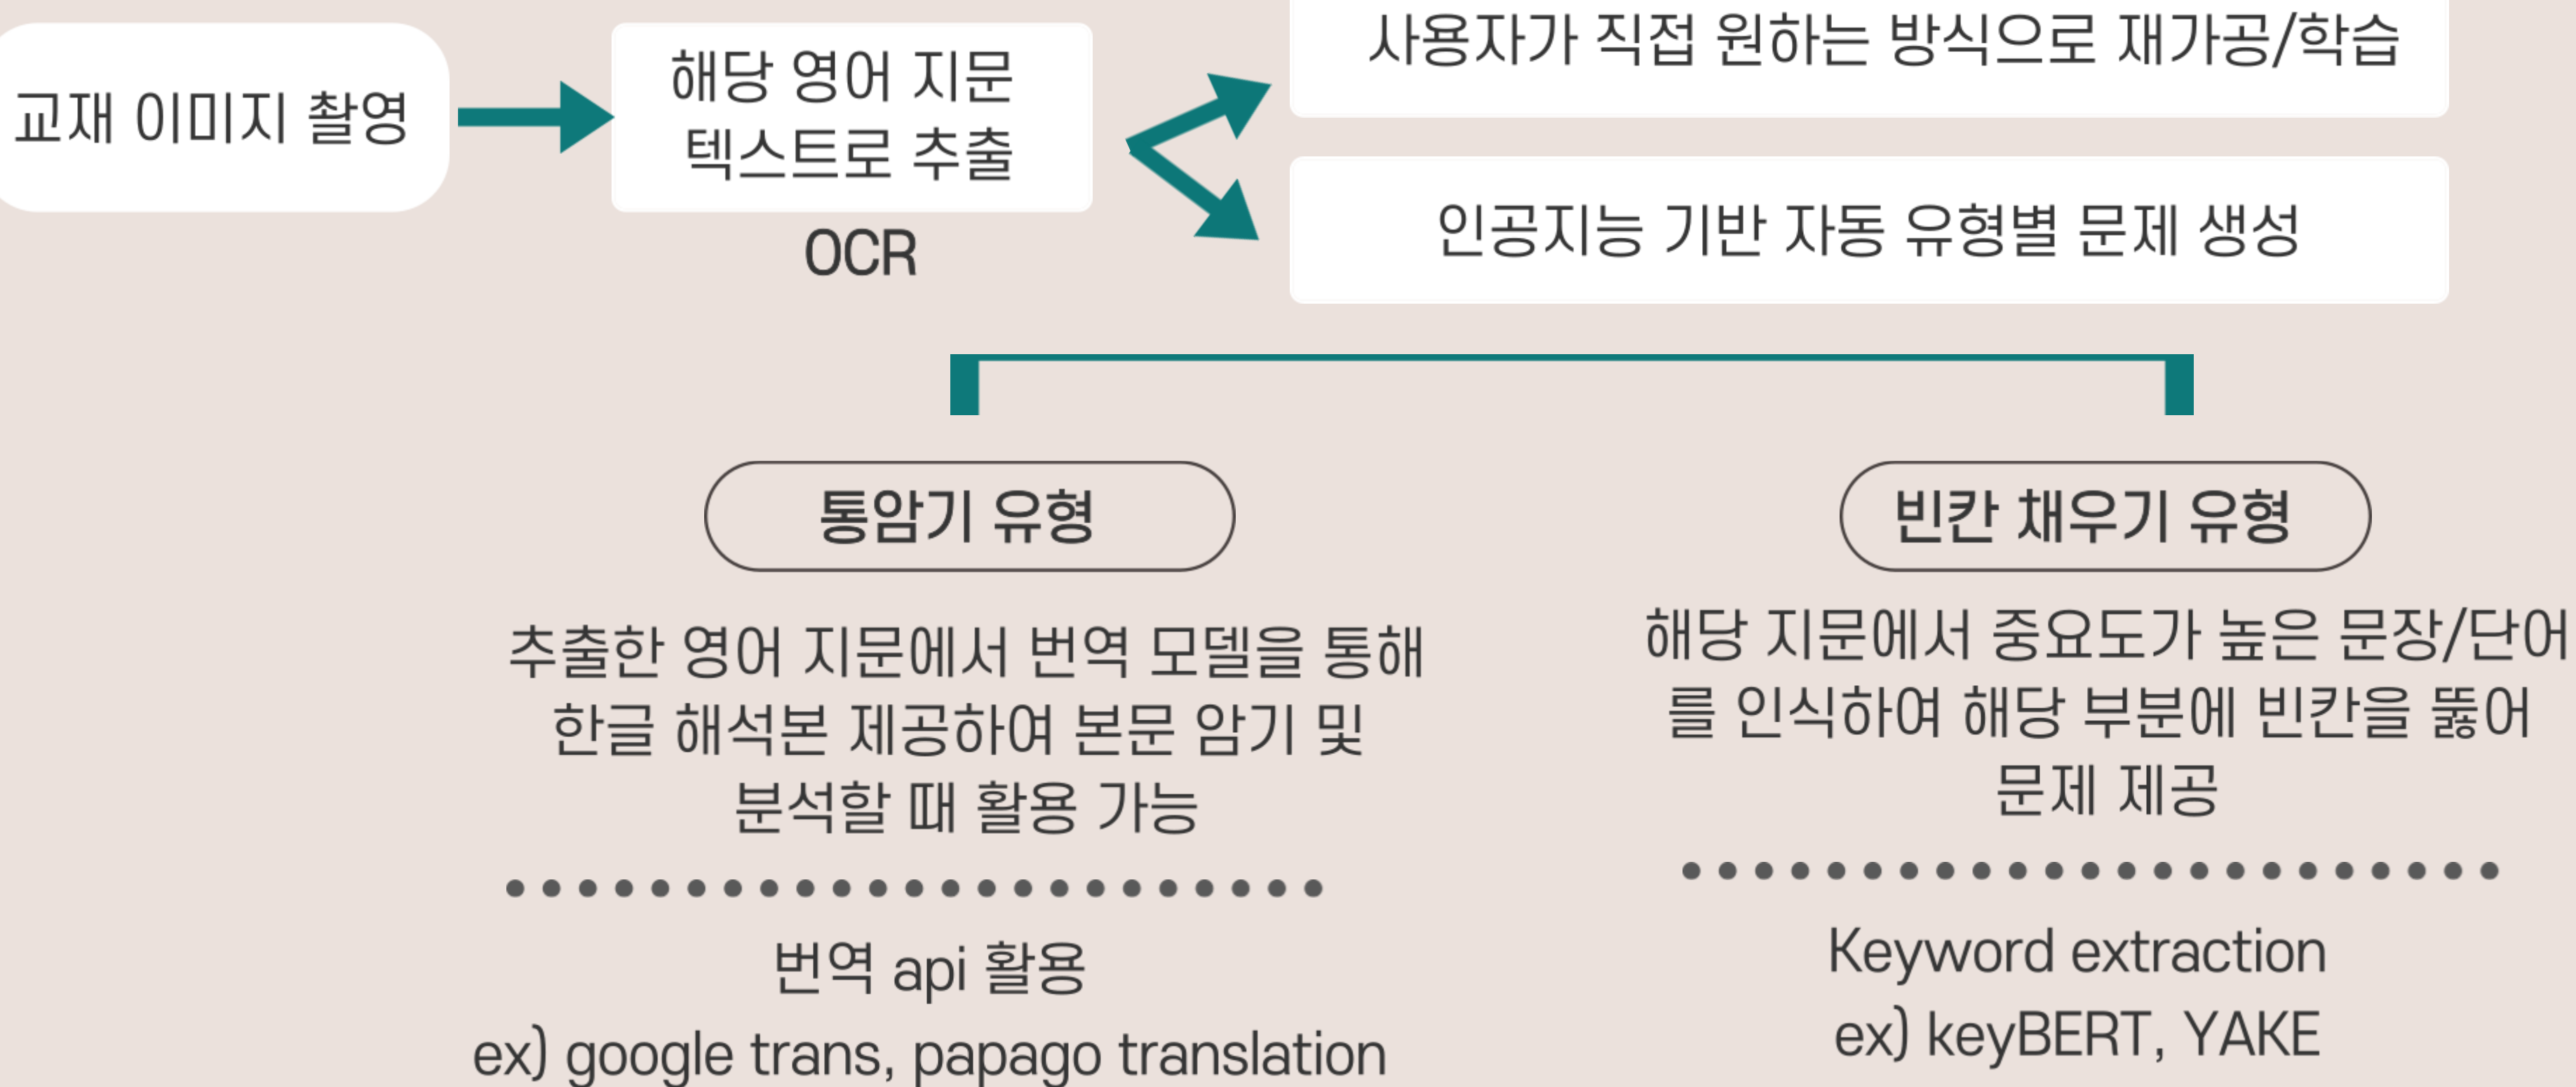 교재 이미지 촬영
해당 영어 지문
텍스트로 추출
OCR
사용자가 직접 원하는 방식으로 재가공/학습
인공지능 기반 자동 유형별 문제 생성
통암기 유형
추출한 영어 지문에서 번역 모델을 통해
한글 해석본 제공하여 본문 암기 및
분석할 때 활용 가능
번역 api 활용
ex) google trans, papago translation
빈칸 채우기 유형
해당 지문에서 중요도가 높은 문장/단어
를 인식하여 해당 부분에 빈칸을 뚫어
문제 제공
Keyword extraction
ex) keyBERT, YAKE